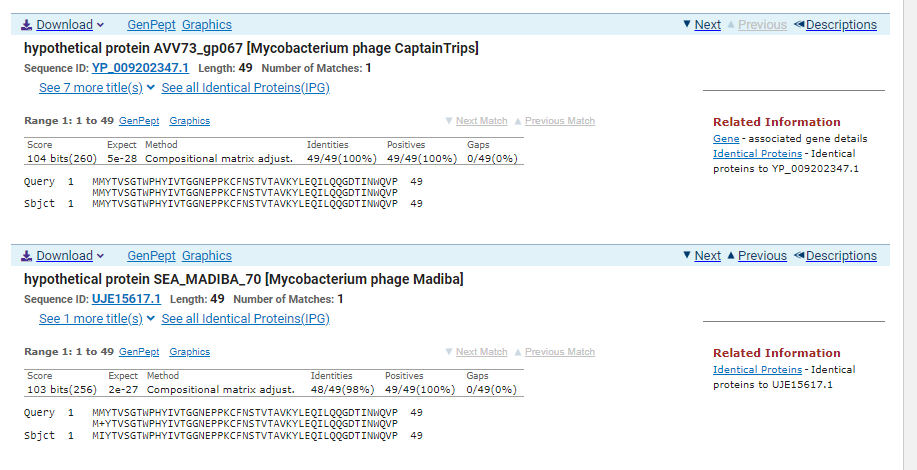 Download GenPept Graphics Next Previous Descriptions
hypothetical protein AVV73_gp067 [Mycobacterium phage CaptainTrips]
Sequence ID: YP_009202347.1 Length: 49 Number of Matches: 1
See 7 more title(s) See all Identical Proteins(IPG)
Range 1: 1 to 49 GenPept Graphics Next Match Previous Match
Score Expect Method Identities Positives Gaps
104 bits(260) 5e-28 Compositional matrix adjust. 49/49(100%) 49/49(100%) 0/49(0%)
Query 1 MMYTVSGTWPHYIVTGGNEPPKCFNSTVTAVKYLEQILQQGDTINWQVP 49
MMYTVSGTWPHYIVTGGNEPPKCFNSTVTAVKYLEQILQQGDTINWQVP
Sbjct 1 MMYTVSGTWPHYIVTGGNEPPKCFNSTVTAVKYLEQILQQGDTINWQVP 49
Related Information
Gene - associated gene details
Identical Proteins - Identical
proteins to YP_009202347.1
Download GenPept Graphics Next Previous Descriptions
hypothetical protein SEA_MADIBA_70 [Mycobacterium phage Madiba]
Sequence ID: UJE15617.1 Length: 49 Number of Matches: 1
See 1 more title(s) See all Identical Proteins(IPG)
Range 1: 1 to 49 GenPept Graphics Next Match Previous Match
Score Expect Method Identities Positives Gaps
103 bits(256) 2e-27 Compositional matrix adjust. 48/49(98%) 49/49(100%) 0/49(0%)
Query 1 MMYTVSGTWPHYIVTGGNEPPKCFNSTVTAVKYLEQILQQGDTINWQVP 49
M+YTVSGTWPHYIVTGGNEPPKCFNSTVTAVKYLEQILQQGDTINWQVP
Sbjct 1 MIYTVSGTWPHYIVTGGNEPPKCFNSTVTAVKYLEQILQQGDTINWQVP 49
Related Information
Identical Proteins - Identical
proteins to UJE15617.1